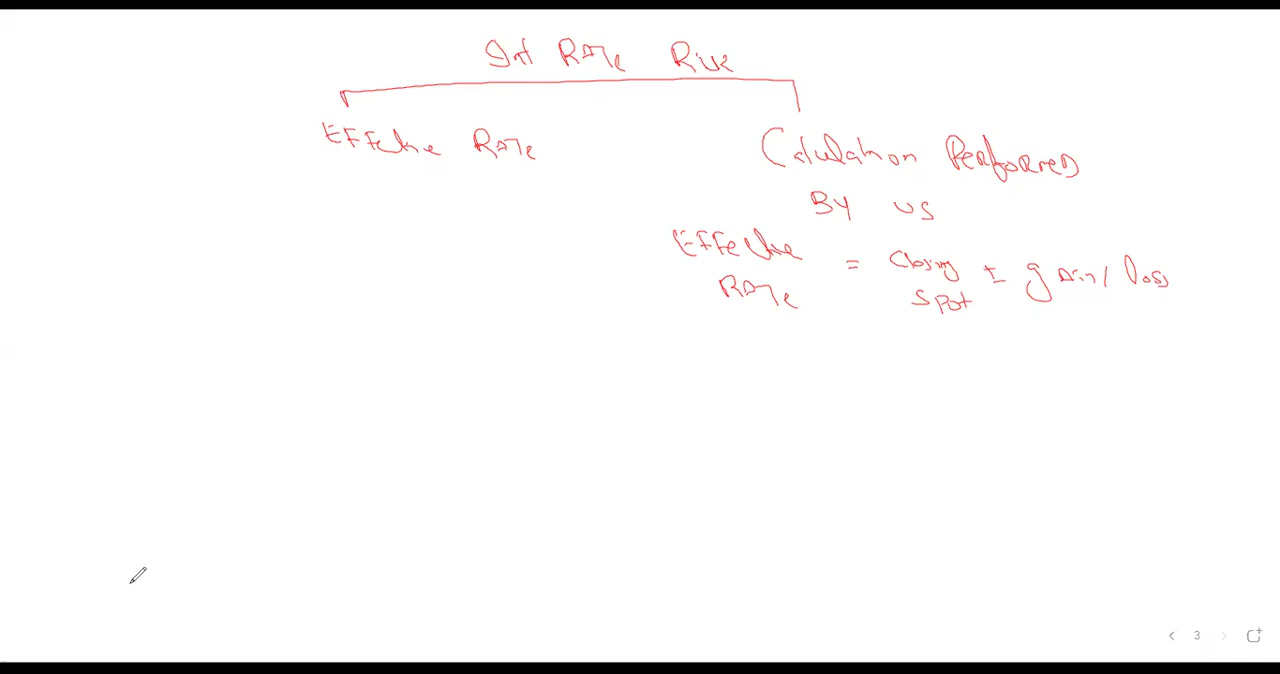 Int Rate Risk
Effective Rate
Calculation Performed
By us
Effective Rate = Closing Spot ± gain/loss
3